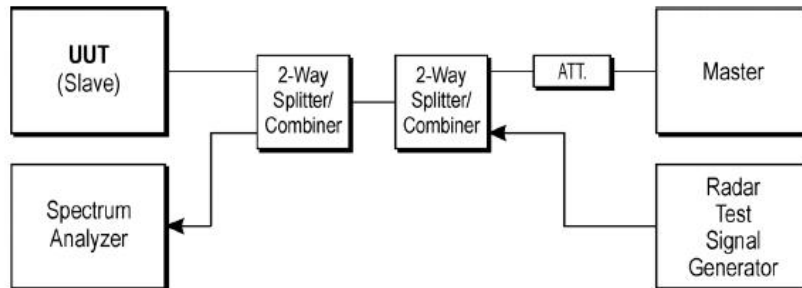 UUT
(Slave)
2-Way
Splitter/
Combiner
2-Way
Splitter/
Combiner
ATT.
Master
Spectrum
Analyzer
Radar
Test
Signal
Generator